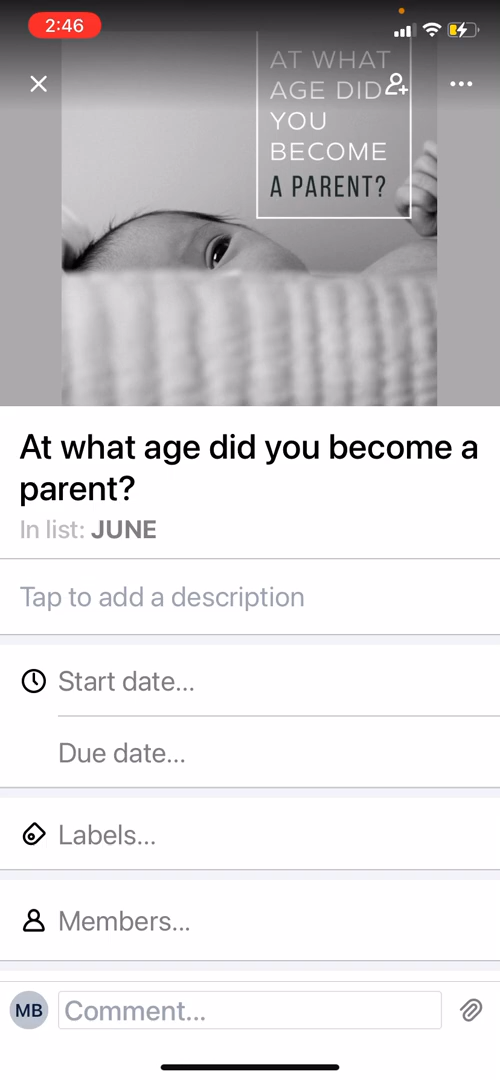 2:46
AT WHAT
AGE DID
YOU
BECOME
A PARENT?
At what age did you become a
parent?
In list: JUNE
Tap to add a description
Start date...
Due date...
Labels...
Members...
MB
Comment...